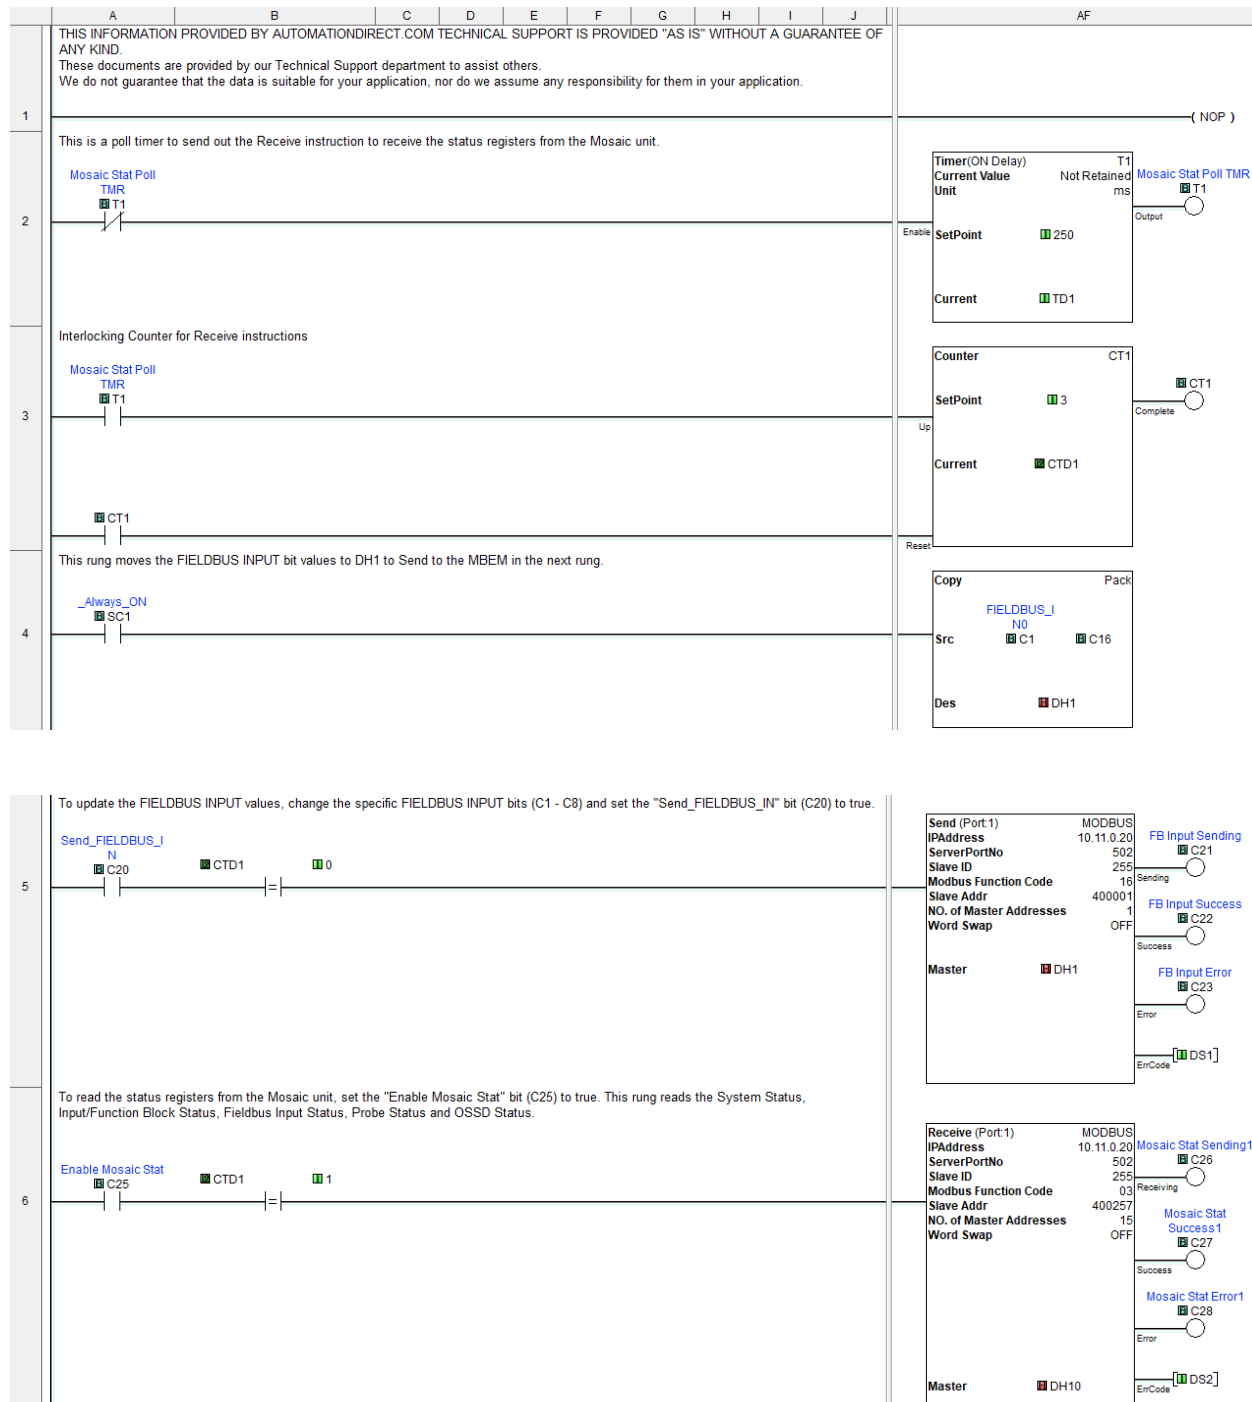 A B C D E F G H I J AF
THIS INFORMATION PROVIDED BY AUTOMATIONDIRECT.COM TECHNICAL SUPPORT IS PROVIDED "AS IS" WITHOUT A GUARANTEE OF
ANY KIND.
These documents are provided by our Technical Support department to assist others.
We do not guarantee that the data is suitable for your application, nor do we assume any responsibility for them in your application.
1
( NOP )
This is a poll timer to send out the Receive instruction to receive the status registers from the Mosaic unit.
Mosaic Stat Poll
TMR
B T1
2
Timer(ON Delay) T1
Current Value Not Retained
Unit ms
Enable SetPoint 250
Current TD1
Mosaic Stat Poll TMR
B T1
Output
Interlocking Counter for Receive instructions
Mosaic Stat Poll
TMR
B T1
3
Counter CT1
SetPoint 3
Up
Current CTD1
B CT1
Complete
B CT1
Reset
This rung moves the FIELDBUS INPUT bit values to DH1 to Send to the MBEM in the next rung.
_Always_ON
B SC1
4
Copy Pack
FIELDBUS_I
N0
Src B C1 B C16
Des H DH1
To update the FIELDBUS INPUT values, change the specific FIELDBUS INPUT bits (C1 - C8) and set the "Send_FIELDBUS_IN" bit (C20) to true.
Send_FIELDBUS_I
N
B C20 CTD1 0
=
5
Send (Port:1) MODBUS
IPAddress 10.11.0.20
ServerPortNo 502
Slave ID 255
Modbus Function Code 16
Slave Addr 400001
NO. of Master Addresses 1
Word Swap OFF
Master H DH1
FB Input Sending
B C21
Sending
FB Input Success
B C22
Success
FB Input Error
B C23
Error
DS1
ErrCode
To read the status registers from the Mosaic unit, set the "Enable Mosaic Stat" bit (C25) to true. This rung reads the System Status,
Input/Function Block Status, Fieldbus Input Status, Probe Status and OSSD Status.
Enable Mosaic Stat
B C25 CTD1 1
=
6
Receive (Port:1) MODBUS
IPAddress 10.11.0.20
ServerPortNo 502
Slave ID 255
Modbus Function Code 03
Slave Addr 400257
NO. of Master Addresses 15
Word Swap OFF
Master H DH10
Mosaic Stat Sending1
B C26
Receiving
Mosaic Stat
Success1
B C27
Success
Mosaic Stat Error1
B C28
Error
DS2
ErrCode